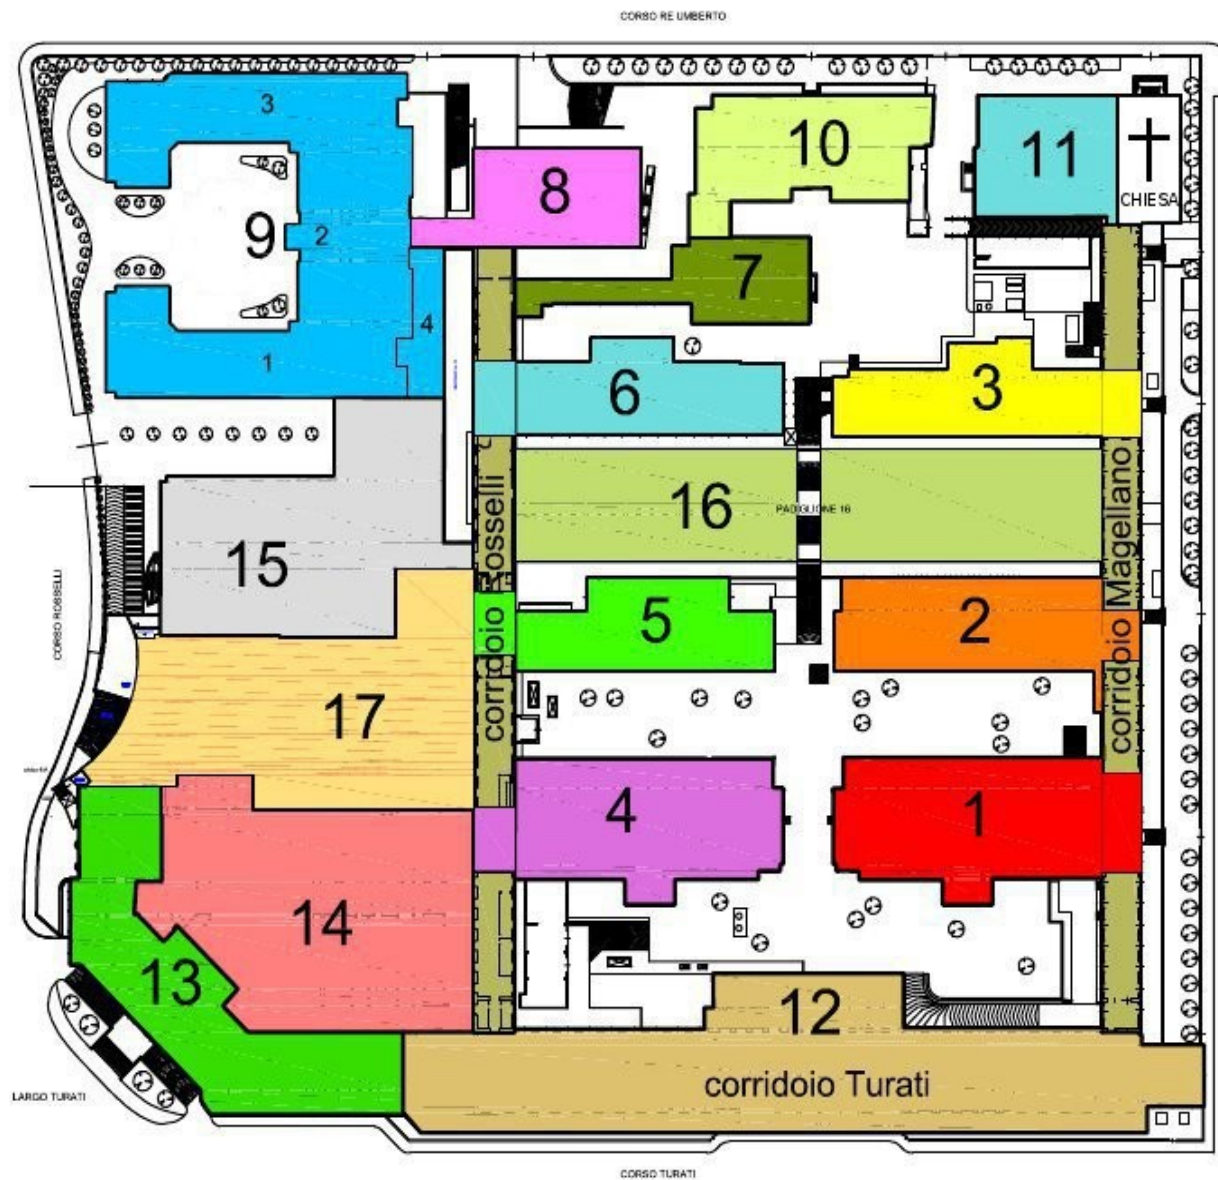 CORSO RE UMBERTO
3
10
11
8
CHIESA
9
2
7
4
1
6
3
corridoio Rosselli
16
PADIGLIONE 16
corridoio Magellano
15
CORSO ROSSELLI
5
2
17
4
1
14
13
12
corridoio Turati
LARGO TURATI
CORSO TURATI